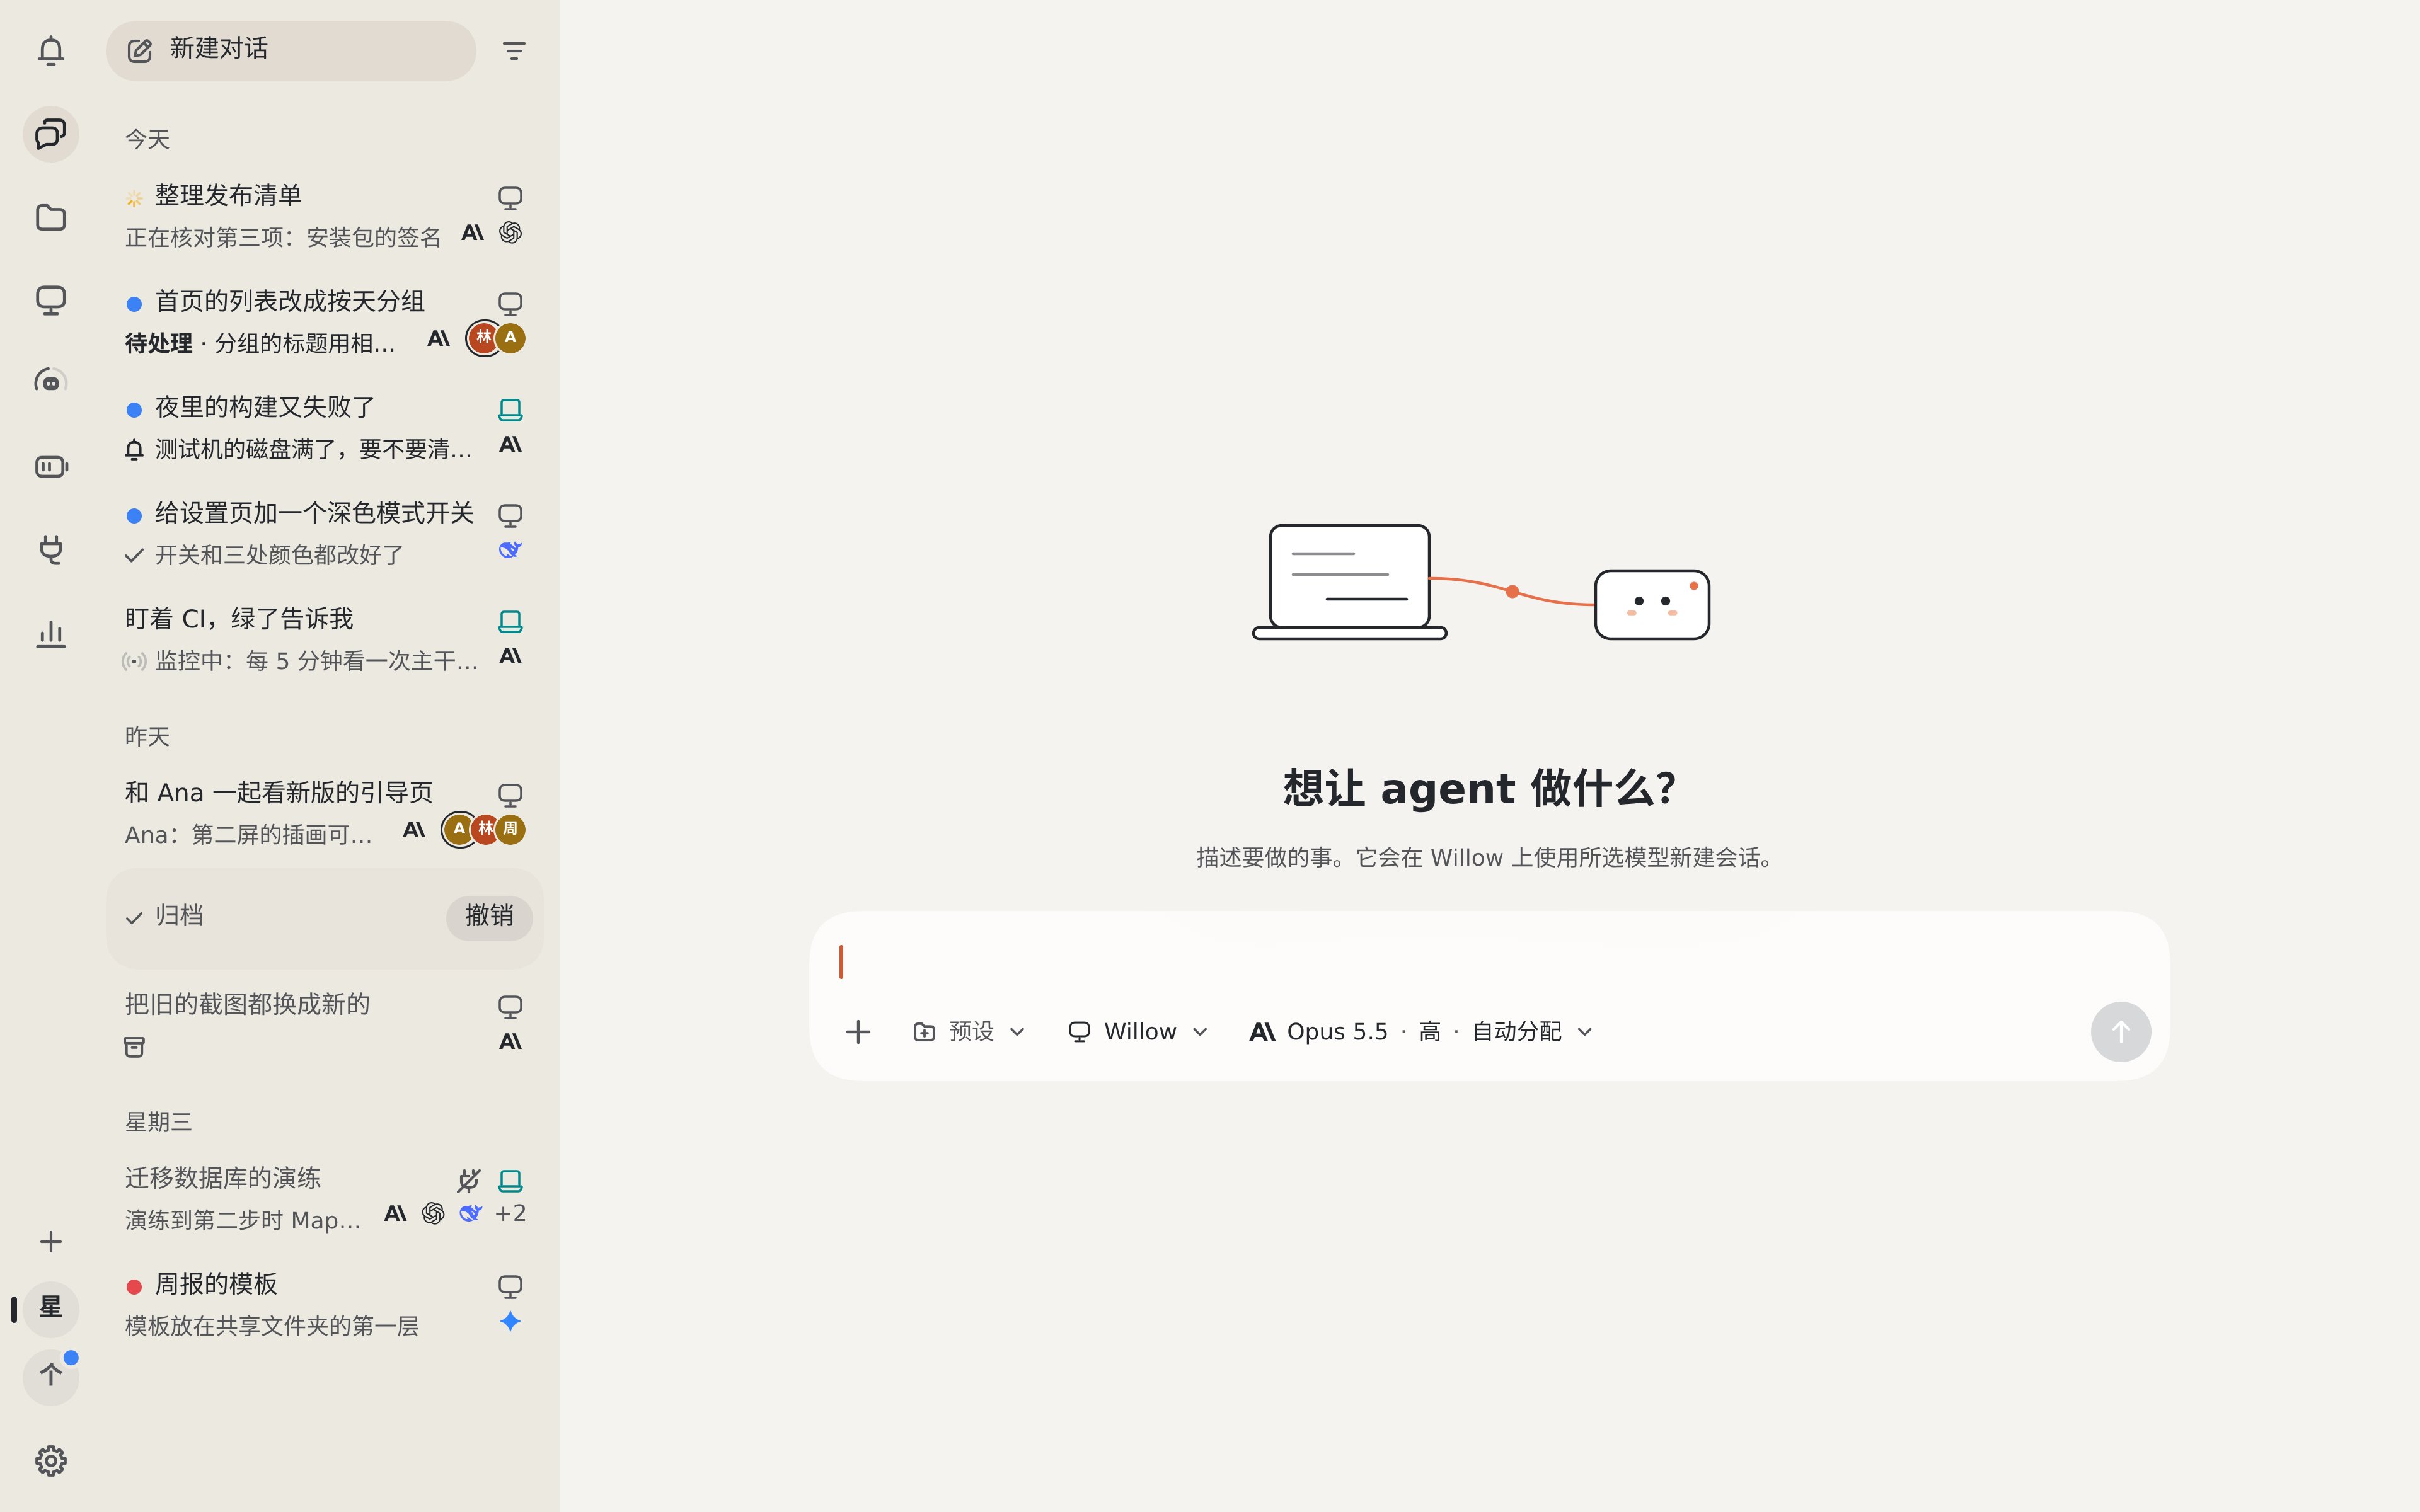 新建对话
今天
整理发布清单
正在核对第三项：安装包的签名
首页的列表改成按天分组
待处理 · 分组的标题用相…
林 A
夜里的构建又失败了
测试机的磁盘满了，要不要清…
给设置页加一个深色模式开关
开关和三处颜色都改好了
盯着 CI，绿了告诉我
监控中：每 5 分钟看一次主干…
昨天
和 Ana 一起看新版的引导页
Ana：第二屏的插画可…
A 林 周
归档
撤销
把旧的截图都换成新的
星期三
迁移数据库的演练
演练到第二步时 Map…
+2
周报的模板
模板放在共享文件夹的第一层
星
个
想让 agent 做什么？
描述要做的事。它会在 Willow 上使用所选模型新建会话。
预设
Willow
Opus 5.5 · 高 · 自动分配